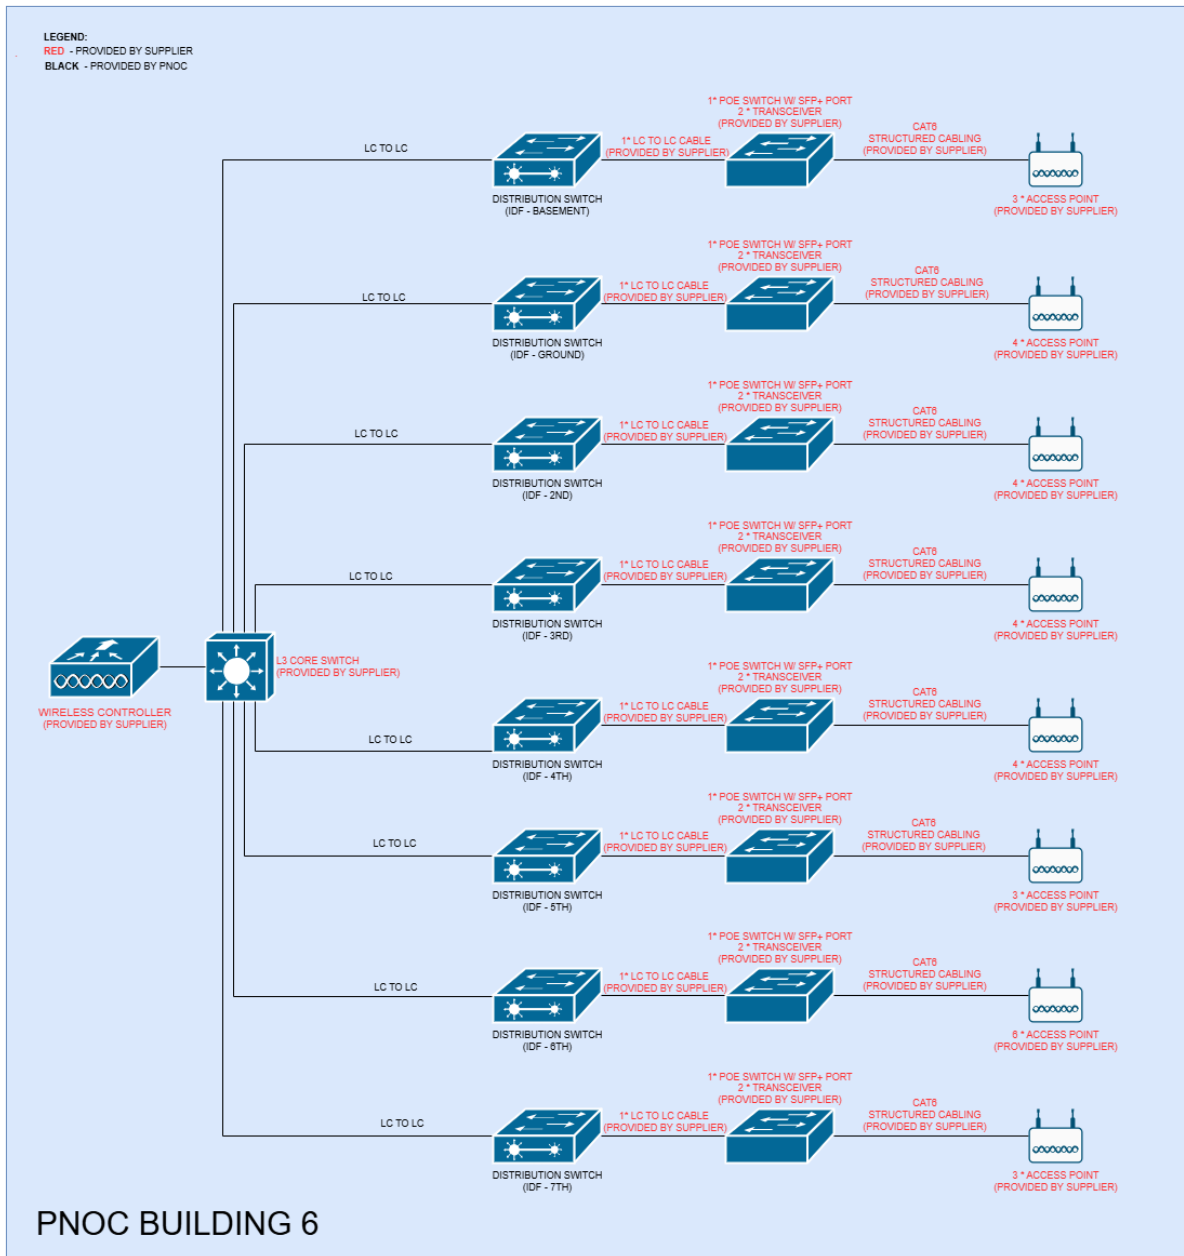 LEGEND:
RED - PROVIDED BY SUPPLIER
BLACK - PROVIDED BY PNOC
LC TO LC
DISTRIBUTION SWITCH
(IDF - BASEMENT)
1* LC TO LC CABLE
(PROVIDED BY SUPPLIER)
1* POE SWITCH W/ SFP+ PORT
2 * TRANSCEIVER
(PROVIDED BY SUPPLIER)
CAT6
STRUCTURED CABLING
(PROVIDED BY SUPPLIER)
3 * ACCESS POINT
(PROVIDED BY SUPPLIER)
LC TO LC
DISTRIBUTION SWITCH
(IDF - GROUND)
1* LC TO LC CABLE
(PROVIDED BY SUPPLIER)
1* POE SWITCH W/ SFP+ PORT
2 * TRANSCEIVER
(PROVIDED BY SUPPLIER)
CAT6
STRUCTURED CABLING
(PROVIDED BY SUPPLIER)
4 * ACCESS POINT
(PROVIDED BY SUPPLIER)
LC TO LC
DISTRIBUTION SWITCH
(IDF - 2ND)
1* LC TO LC CABLE
(PROVIDED BY SUPPLIER)
1* POE SWITCH W/ SFP+ PORT
2 * TRANSCEIVER
(PROVIDED BY SUPPLIER)
CAT6
STRUCTURED CABLING
(PROVIDED BY SUPPLIER)
4 * ACCESS POINT
(PROVIDED BY SUPPLIER)
LC TO LC
DISTRIBUTION SWITCH
(IDF - 3RD)
1* LC TO LC CABLE
(PROVIDED BY SUPPLIER)
1* POE SWITCH W/ SFP+ PORT
2 * TRANSCEIVER
(PROVIDED BY SUPPLIER)
CAT6
STRUCTURED CABLING
(PROVIDED BY SUPPLIER)
4 * ACCESS POINT
(PROVIDED BY SUPPLIER)
WIRELESS CONTROLLER
(PROVIDED BY SUPPLIER)
L3 CORE SWITCH
(PROVIDED BY SUPPLIER)
LC TO LC
DISTRIBUTION SWITCH
(IDF - 4TH)
1* LC TO LC CABLE
(PROVIDED BY SUPPLIER)
1* POE SWITCH W/ SFP+ PORT
2 * TRANSCEIVER
(PROVIDED BY SUPPLIER)
CAT6
STRUCTURED CABLING
(PROVIDED BY SUPPLIER)
4 * ACCESS POINT
(PROVIDED BY SUPPLIER)
LC TO LC
DISTRIBUTION SWITCH
(IDF - 5TH)
1* LC TO LC CABLE
(PROVIDED BY SUPPLIER)
1* POE SWITCH W/ SFP+ PORT
2 * TRANSCEIVER
(PROVIDED BY SUPPLIER)
CAT6
STRUCTURED CABLING
(PROVIDED BY SUPPLIER)
3 * ACCESS POINT
(PROVIDED BY SUPPLIER)
LC TO LC
DISTRIBUTION SWITCH
(IDF - 6TH)
1* LC TO LC CABLE
(PROVIDED BY SUPPLIER)
1* POE SWITCH W/ SFP+ PORT
2 * TRANSCEIVER
(PROVIDED BY SUPPLIER)
CAT6
STRUCTURED CABLING
(PROVIDED BY SUPPLIER)
6 * ACCESS POINT
(PROVIDED BY SUPPLIER)
LC TO LC
DISTRIBUTION SWITCH
(IDF - 7TH)
1* LC TO LC CABLE
(PROVIDED BY SUPPLIER)
1* POE SWITCH W/ SFP+ PORT
2 * TRANSCEIVER
(PROVIDED BY SUPPLIER)
CAT6
STRUCTURED CABLING
(PROVIDED BY SUPPLIER)
3 * ACCESS POINT
(PROVIDED BY SUPPLIER)
PNOC BUILDING 6